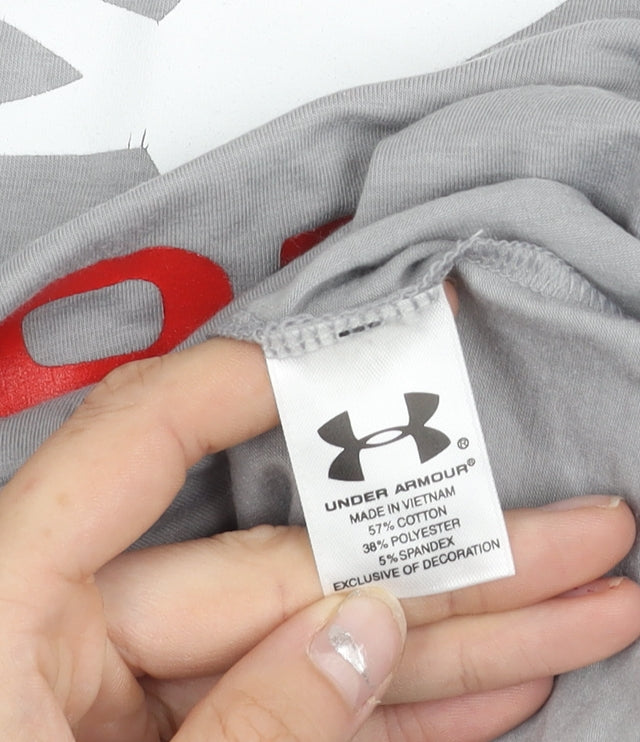 ®
UNDER ARMOUR®
MADE IN VIETNAM
57% COTTON
38% POLYESTER
5% SPANDEX
EXCLUSIVE OF DECORATION